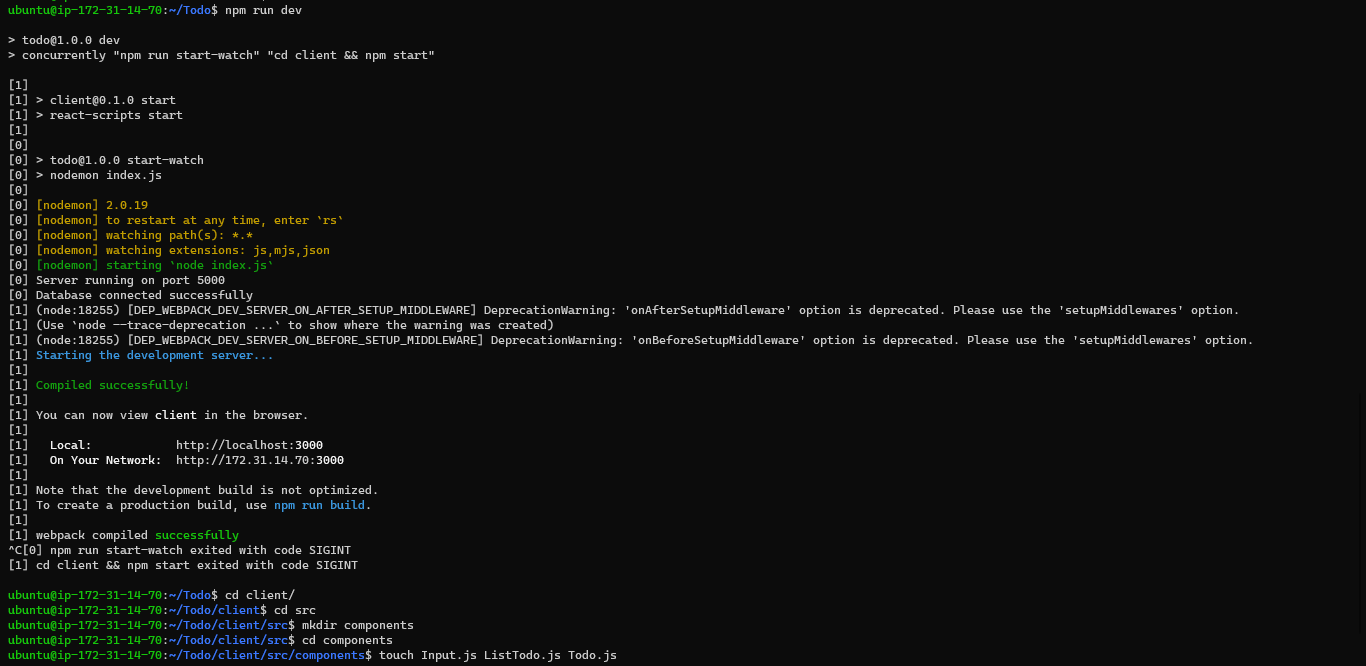 ubuntu@ip-172-31-14-70:~/Todo$ npm run dev
> todo@1.0.0 dev
> concurrently "npm run start-watch" "cd client && npm start"
[1]
[1] > client@0.1.0 start
[1] > react-scripts start
[1]
[0]
[0] > todo@1.0.0 start-watch
[0] > nodemon index.js
[0]
[0] [nodemon] 2.0.19
[0] [nodemon] to restart at any time, enter `rs`
[0] [nodemon] watching path(s): *.*
[0] [nodemon] watching extensions: js,mjs,json
[0] [nodemon] starting `node index.js`
[0] Server running on port 5000
[0] Database connected successfully
[1] (node:18255) [DEP_WEBPACK_DEV_SERVER_ON_AFTER_SETUP_MIDDLEWARE] DeprecationWarning: 'onAfterSetupMiddleware' option is deprecated. Please use the 'setupMiddlewares' option.
[1] (Use `node --trace-deprecation ...` to show where the warning was created)
[1] (node:18255) [DEP_WEBPACK_DEV_SERVER_ON_BEFORE_SETUP_MIDDLEWARE] DeprecationWarning: 'onBeforeSetupMiddleware' option is deprecated. Please use the 'setupMiddlewares' option.
[1] Starting the development server...
[1]
[1] Compiled successfully!
[1]
[1] You can now view client in the browser.
[1]
[1]   Local:            http://localhost:3000
[1]   On Your Network:  http://172.31.14.70:3000
[1]
[1] Note that the development build is not optimized.
[1] To create a production build, use npm run build.
[1]
[1] webpack compiled successfully
^C[0] npm run start-watch exited with code SIGINT
[1] cd client && npm start exited with code SIGINT
ubuntu@ip-172-31-14-70:~/Todo$ cd client/
ubuntu@ip-172-31-14-70:~/Todo/client$ cd src
ubuntu@ip-172-31-14-70:~/Todo/client/src$ mkdir components
ubuntu@ip-172-31-14-70:~/Todo/client/src$ cd components
ubuntu@ip-172-31-14-70:~/Todo/client/src/components$ touch Input.js ListTodo.js Todo.js